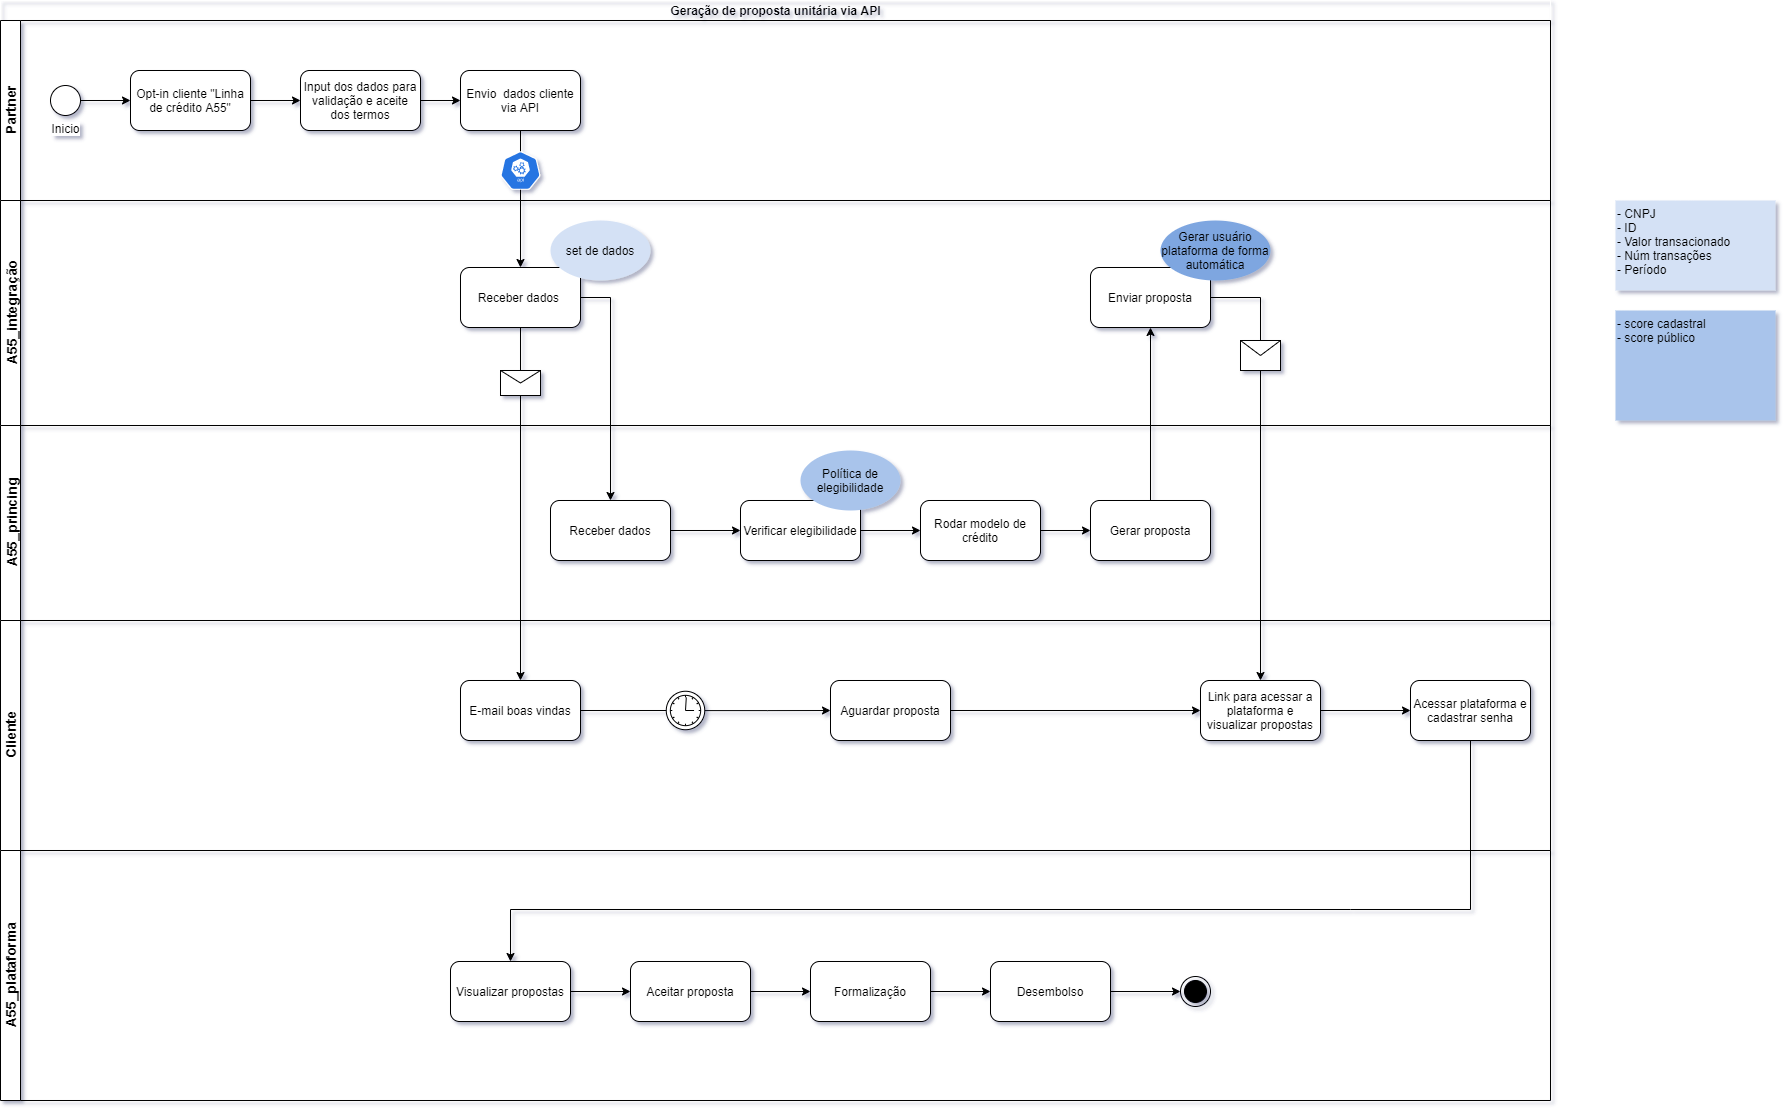 Geração de proposta unitária via API
Partner
Inicio
Opt-in cliente "Linha
de crédito A55"
Input dos dados para
validação e aceite
dos termos
Envio dados cliente
via API
A55_integração
set de dados
Receber dados
Gerar usuário
plataforma de forma
automática
Enviar proposta
- CNPJ
- ID
- Valor transacionado
- Núm transações
- Período
- score cadastral
- score público
A55_princing
Receber dados
Política de
elegibilidade
Verificar elegibilidade
Rodar modelo de
crédito
Gerar proposta
Cliente
E-mail boas vindas
Aguardar proposta
Link para acessar a
plataforma e
visualizar propostas
Acessar plataforma e
cadastrar senha
A55_plataforma
Visualizar propostas
Aceitar proposta
Formalização
Desembolso